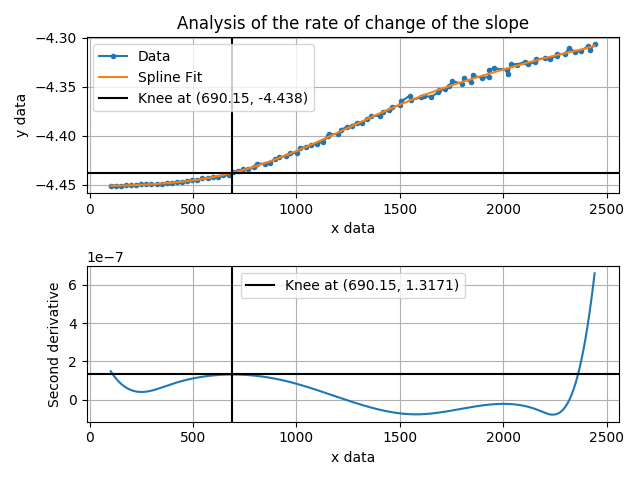 Analysis of the rate of change of the slope
−4.30
−4.35
−4.40
−4.45
y data
Data
Spline Fit
Knee at (690.15, -4.438)
0 500 1000 1500 2000 2500
x data
1e−7
6
4
2
0
Second derivative
Knee at (690.15, 1.3171)
0 500 1000 1500 2000 2500
x data